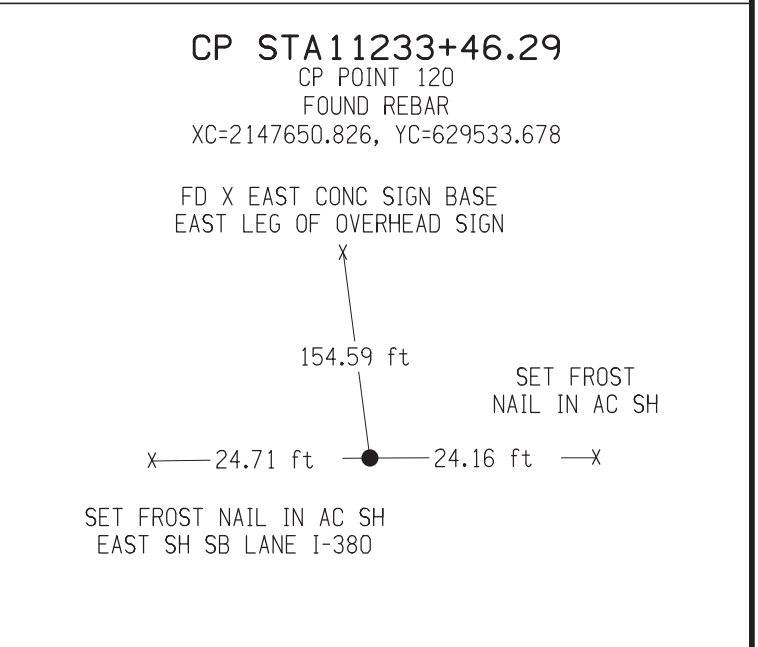 CP STA11233+46.29
CP POINT 120
FOUND REBAR
XC=2147650.826, YC=629533.678
FD X EAST CONC SIGN BASE
EAST LEG OF OVERHEAD SIGN
X
154.59 ft
SET FROST
NAIL IN AC SH
X 24.71 ft 24.16 ft X
SET FROST NAIL IN AC SH
EAST SH SB LANE I-380